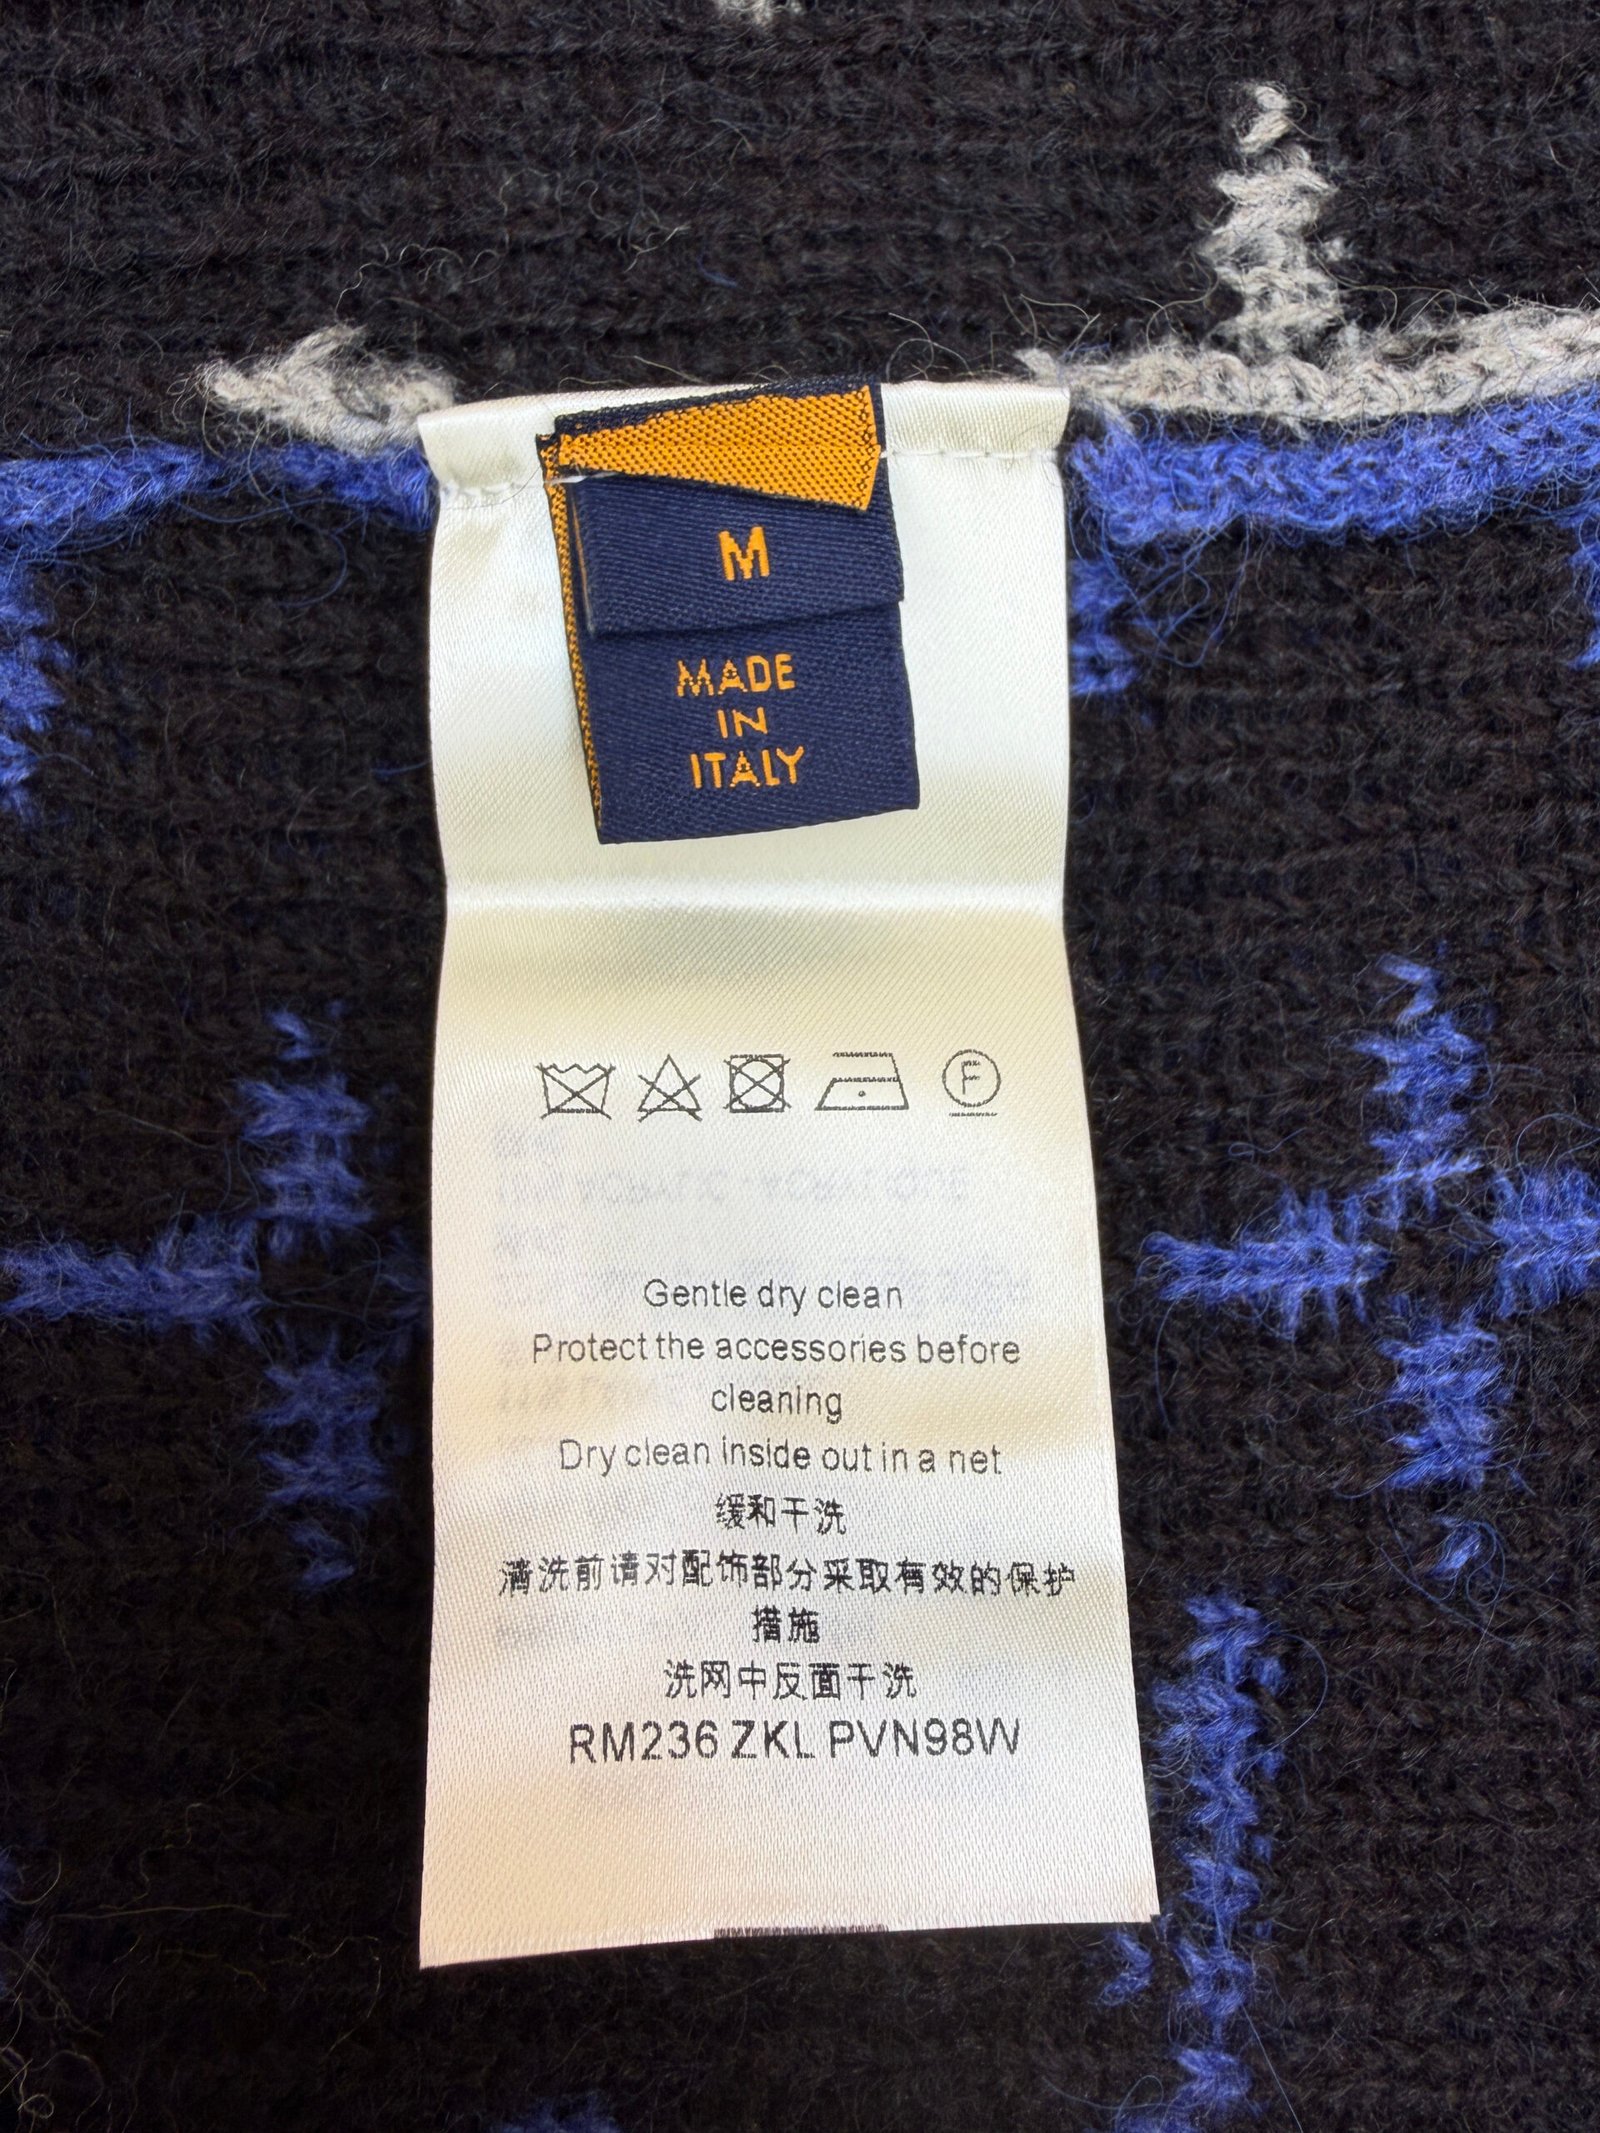 M
MADE
IN
ITALY
F
Gentle dry clean
Protect the accessories before
cleaning
Dry clean inside out in a net
缓和干洗
清洗前请对配饰部分采取有效的保护
措施
洗网中反面干洗
RM236 ZKL PVN98W